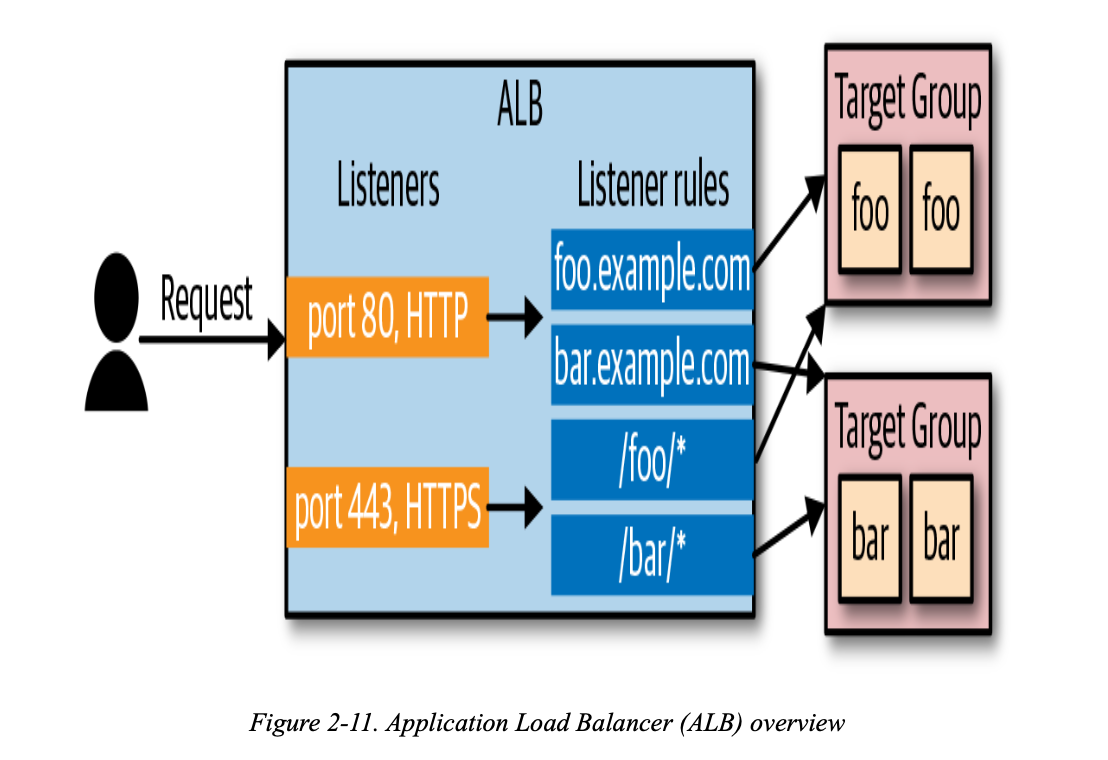 ALB
Listeners
Listener rules
Request
port 80, HTTP
port 443, HTTPS
foo.example.com
bar.example.com
/foo/*
/bar/*
Target Group
foo foo
Target Group
bar bar
Figure 2-11. Application Load Balancer (ALB) overview